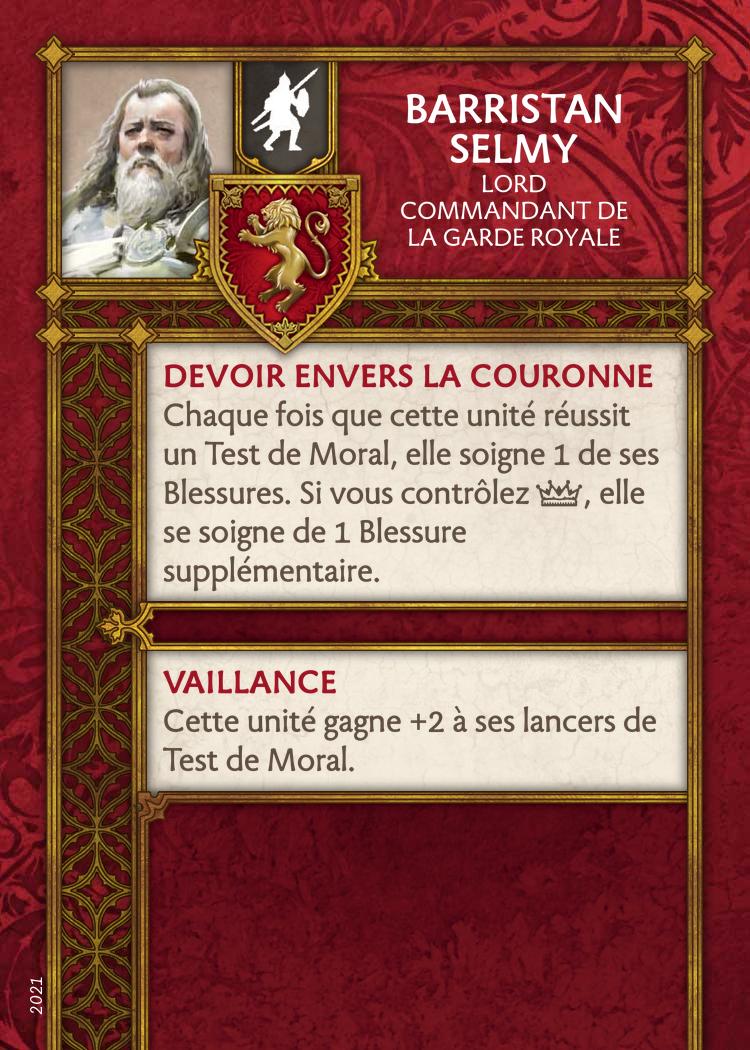 BARRISTAN
SELMY
LORD
COMMANDANT DE
LA GARDE ROYALE
DEVOIR ENVERS LA COURONNE
Chaque fois que cette unité réussit
un Test de Moral, elle soigne 1 de ses
Blessures. Si vous contrôlez , elle
se soigne de 1 Blessure
supplémentaire.
VAILLANCE
Cette unité gagne +2 à ses lancers de
Test de Moral.
2021